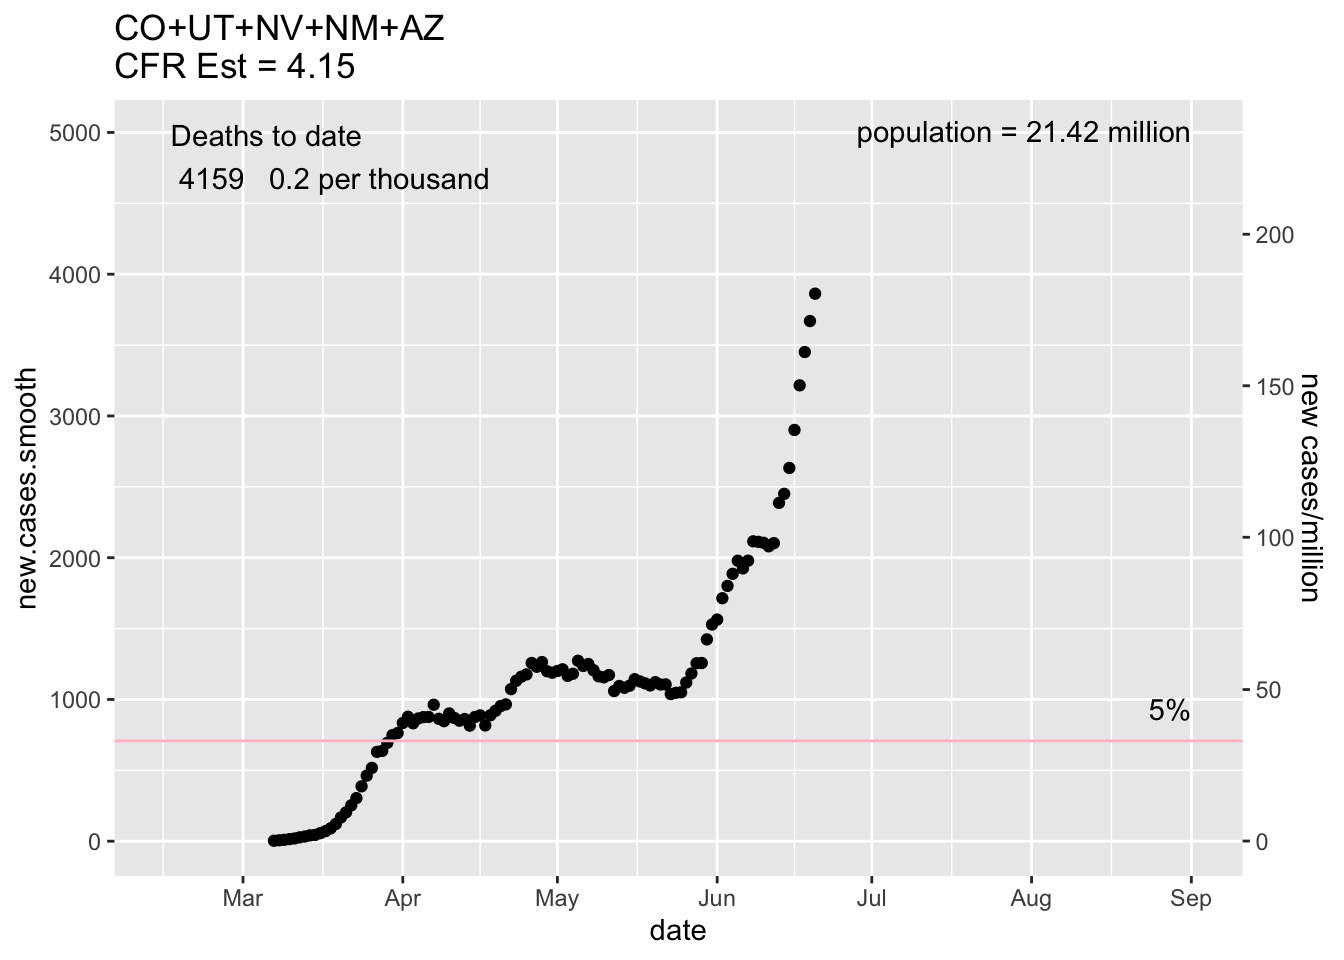 CO+UT+NV+NM+AZ
CFR Est = 4.15
Deaths to date
4159 0.2 per thousand
population = 21.42 million
5000
4000
3000
2000
1000
0
new.cases.smooth
200
150
100
50
0
new cases/million
5%
Mar Apr May Jun Jul Aug Sep
date